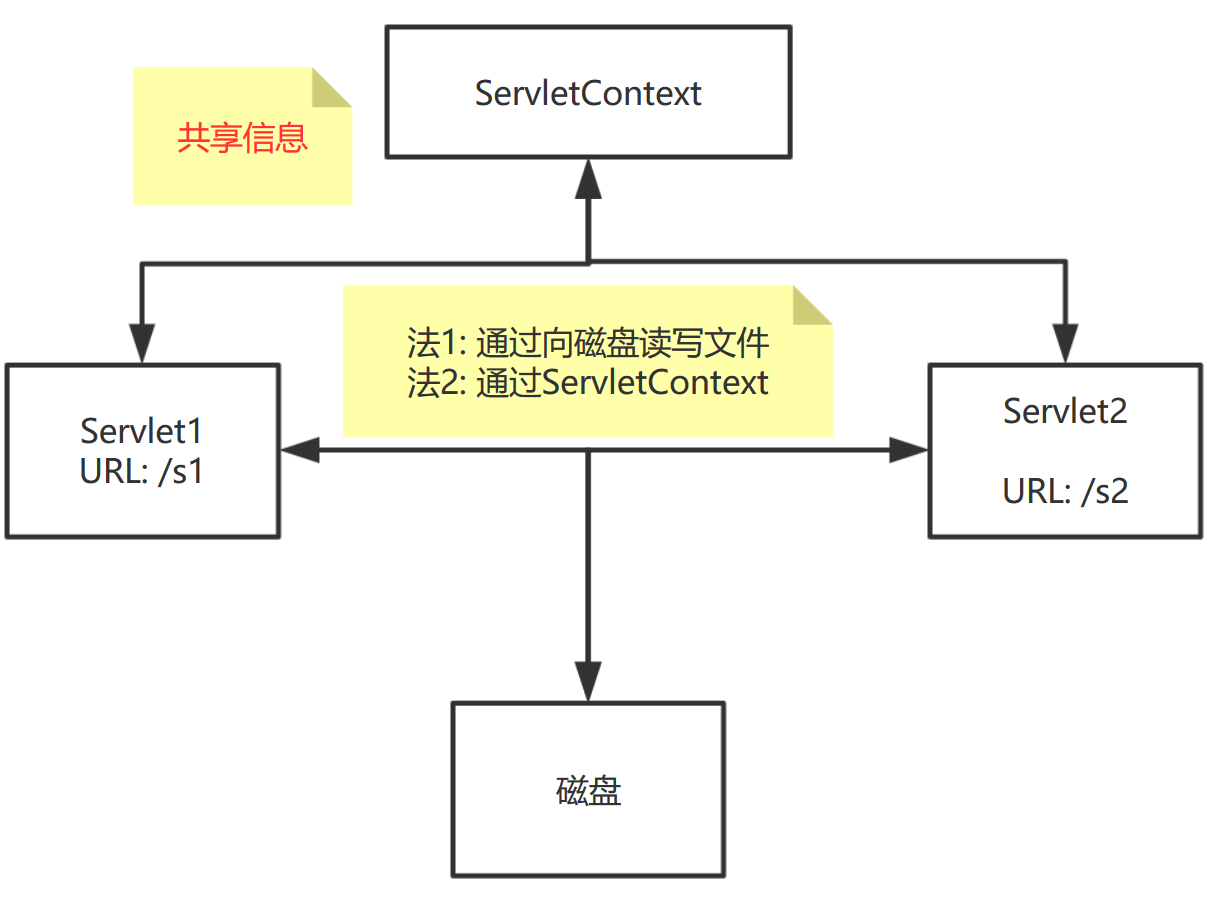 ServletContext
共享信息
法1: 通过向磁盘读写文件
法2: 通过ServletContext
Servlet1
URL: /s1
Servlet2
URL: /s2
磁盘